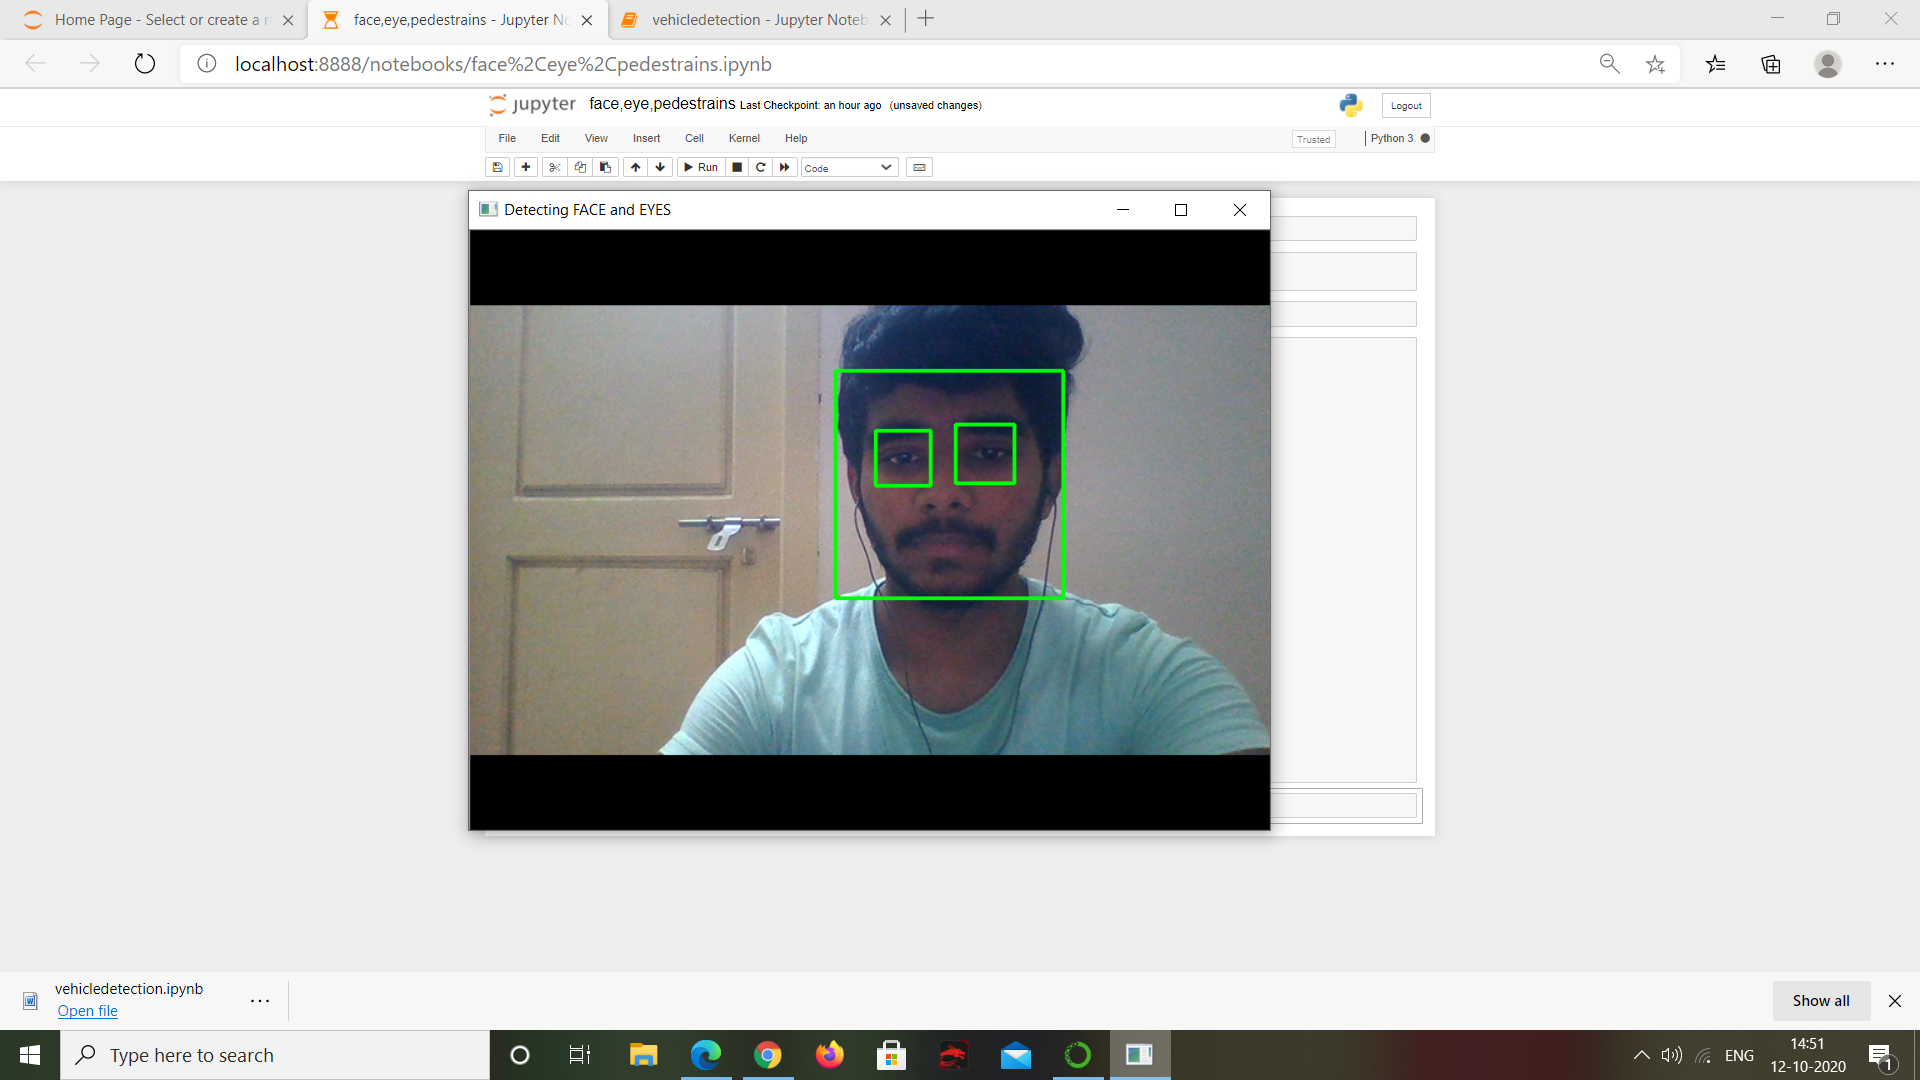 Home Page - Select or create a n
face,eye,pedestrains - Jupyter No
vehicledetection - Jupyter Noteb
localhost:8888/notebooks/face%2Ceye%2Cpedestrains.ipynb
jupyter face,eye,pedestrains Last Checkpoint: an hour ago (unsaved changes)
Logout
File Edit View Insert Cell Kernel Help
Trusted Python 3
Run Code
Detecting FACE and EYES
vehicledetection.ipynb
Open file
Show all
Type here to search
ENG
14:51
12-10-2020
1